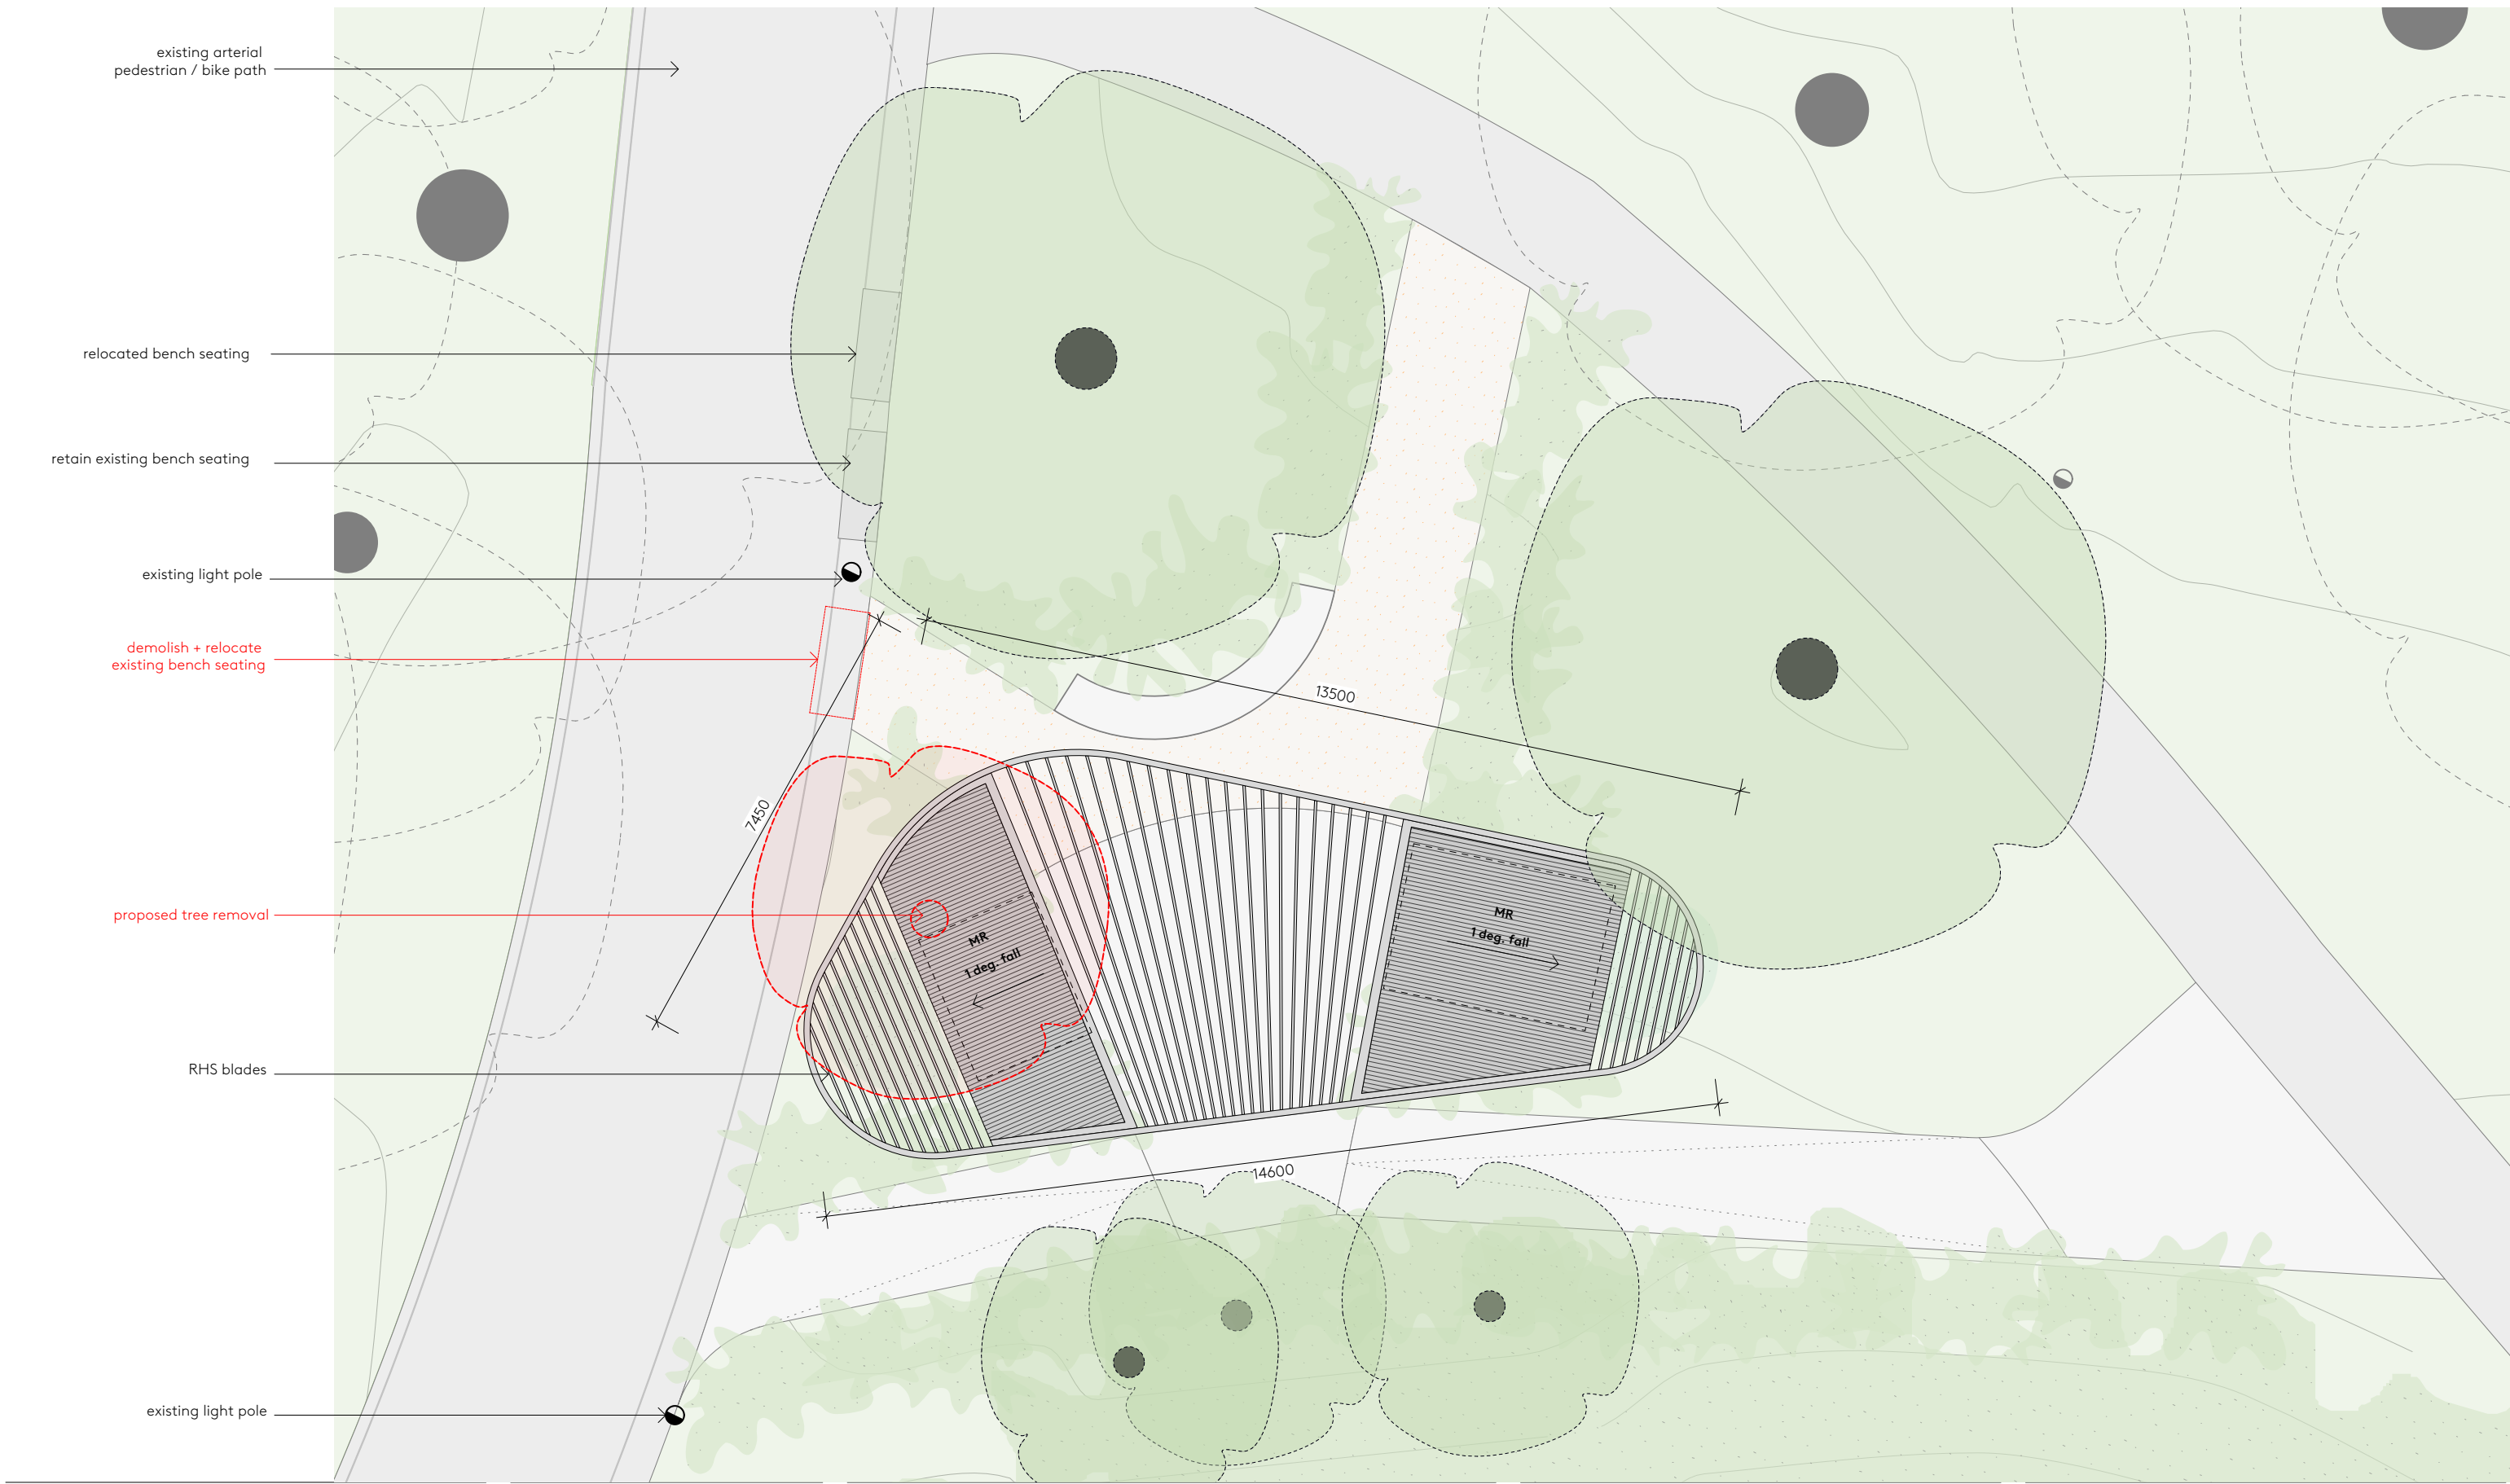 existing arterial
pedestrian / bike path
relocated bench seating
retain existing bench seating
existing light pole
demolish + relocate
existing bench seating
13500
7450
MR
1 deg. fall
proposed tree removal
MR
1 deg. fall
RHS blades
14600
existing light pole